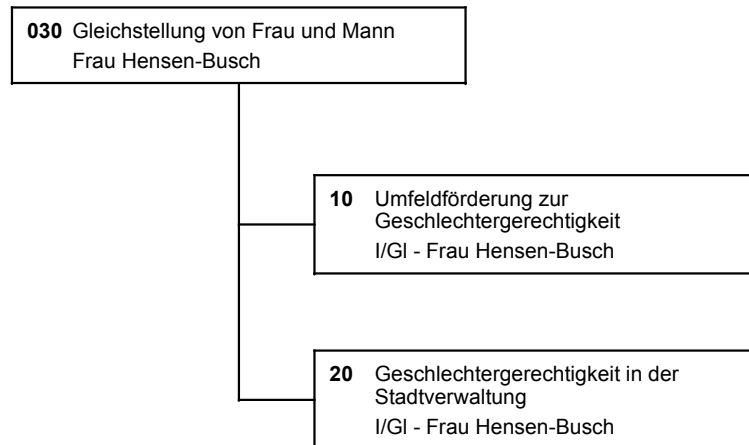 030 Gleichstellung von Frau und Mann
Frau Hensen-Busch
10 Umfeldförderung zur
Geschlechtergerechtigkeit
I/Gl - Frau Hensen-Busch
20 Geschlechtergerechtigkeit in der
Stadtverwaltung
I/Gl - Frau Hensen-Busch